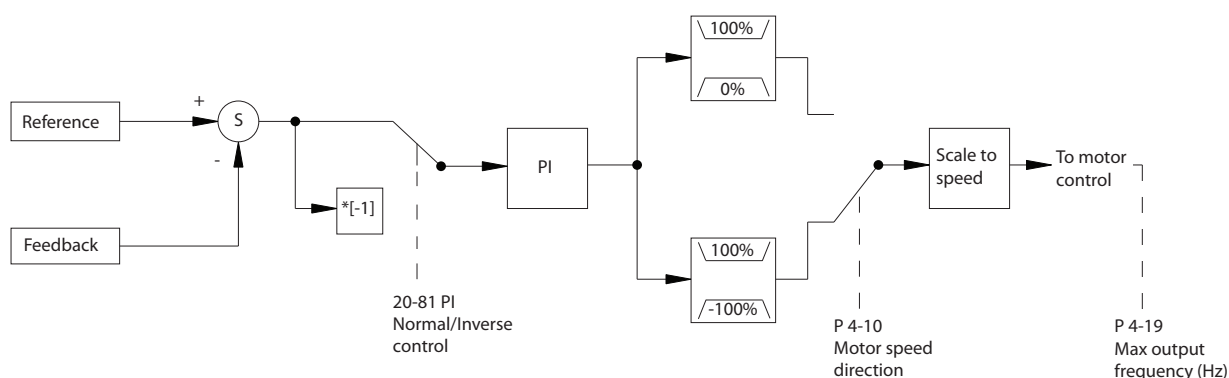 Reference
+
S
-
Feedback
*[-1]
20-81 PI
Normal/Inverse
control
PI
100%
0%
100%
-100%
P 4-10
Motor speed
direction
Scale to
speed
To motor
control
P 4-19
Max output
frequency (Hz)